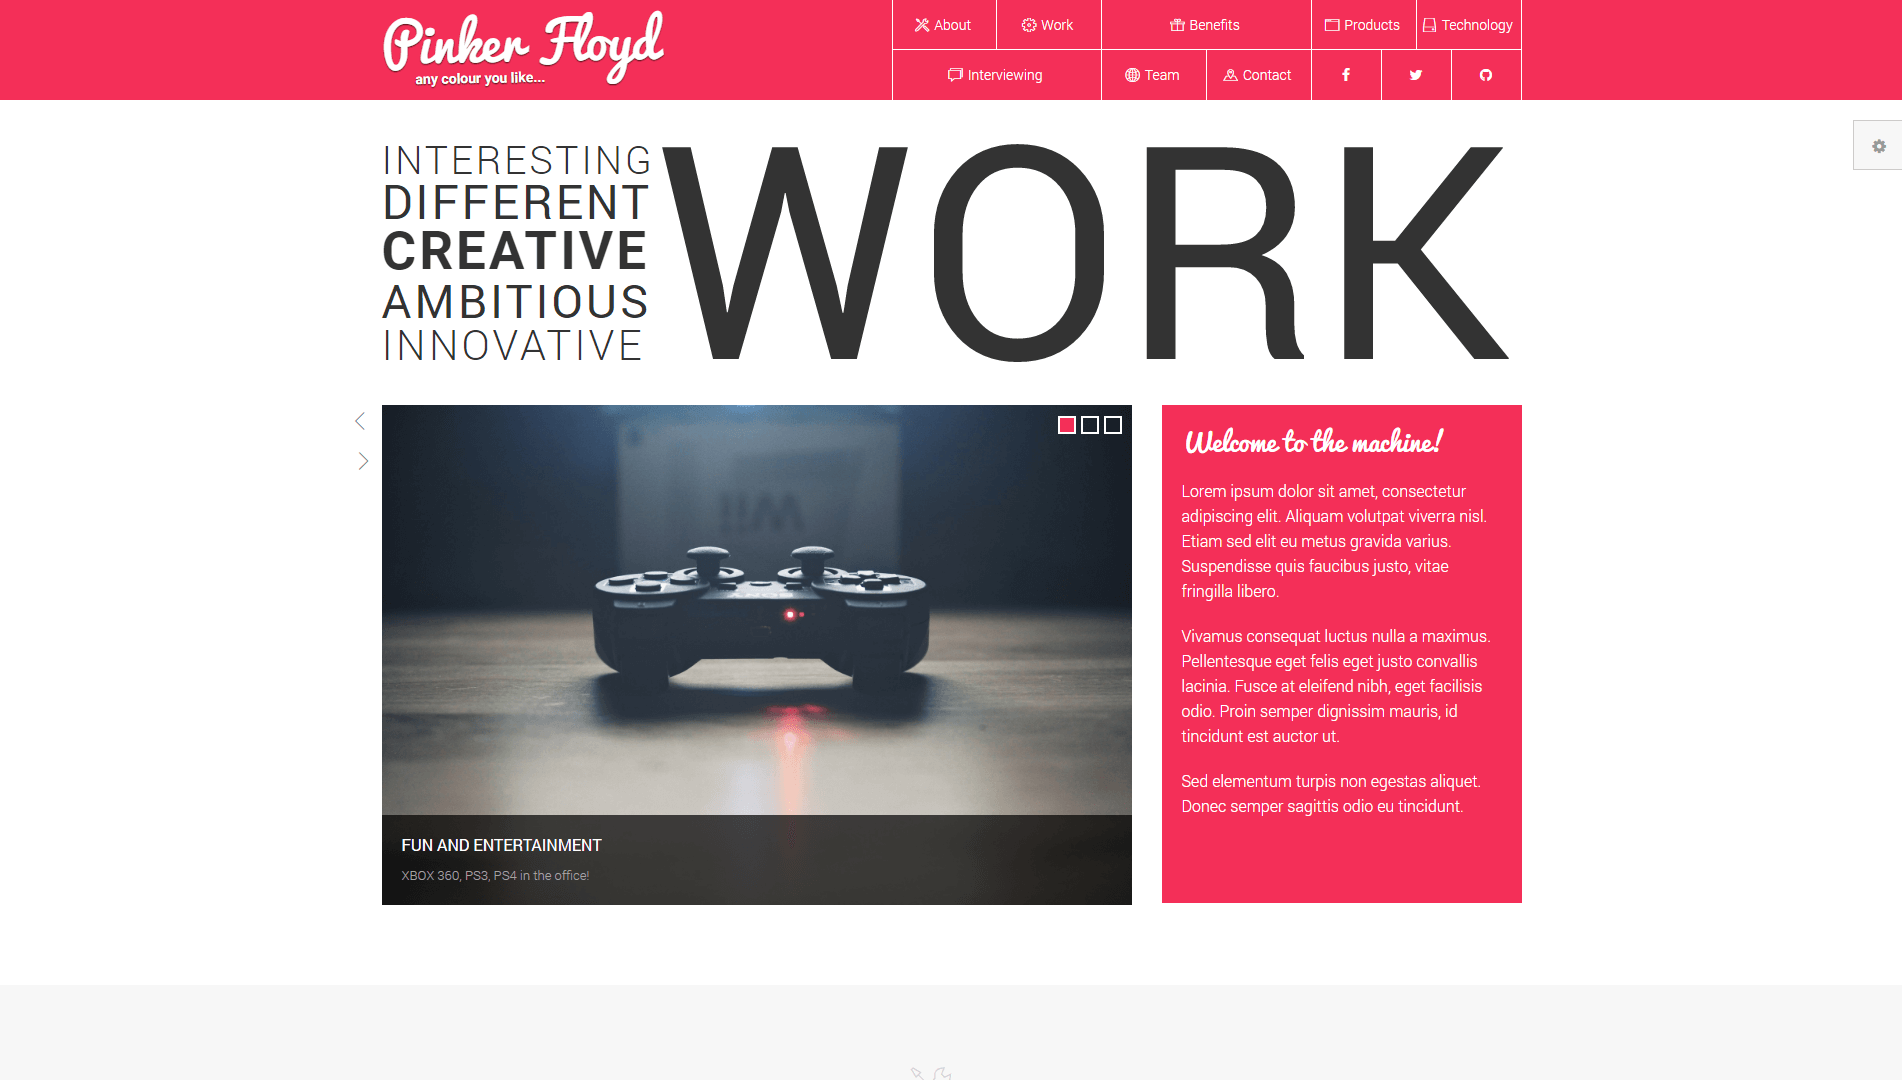 Pinker Floyd
any colour you like...
About
Work
Benefits
Products
Technology
Interviewing
Team
Contact
INTERESTING
DIFFERENT
CREATIVE
AMBITIOUS
INNOVATIVE
WORK
Wii
SONY
FUN AND ENTERTAINMENT
XBOX 360, PS3, PS4 in the office!
Welcome to the machine!
Lorem ipsum dolor sit amet, consectetur
adipiscing elit. Aliquam volutpat viverra nisl.
Etiam sed elit eu metus gravida varius.
Suspendisse quis faucibus justo, vitae
fringilla libero.
Vivamus consequat luctus nulla a maximus.
Pellentesque eget felis eget justo convallis
lacinia. Fusce at eleifend nibh, eget facilisis
odio. Proin semper dignissim mauris, id
tincidunt est auctor ut.
Sed elementum turpis non egestas aliquet.
Donec semper sagittis odio eu tincidunt.